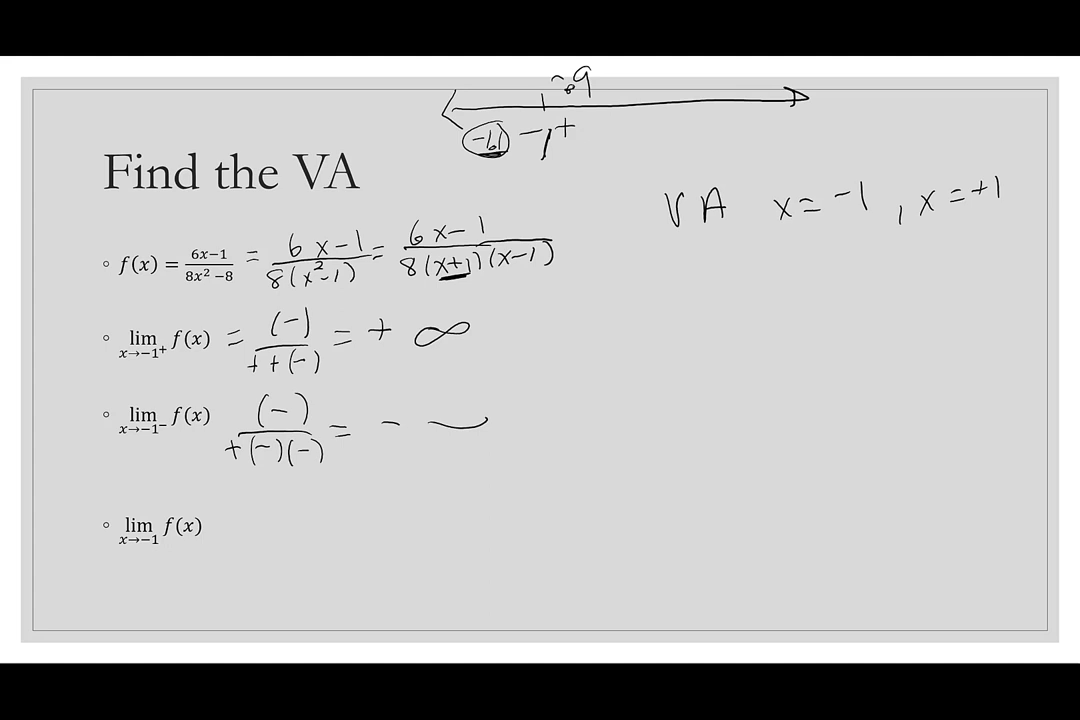 -.9
-1.1 -1+
Find the VA
VA x = -1 , x = +1
∘ f(x) = 6x−1 / 8x² −8 = 6x-1 / 8(x²-1) = 6x-1 / 8(x+1)(x-1)
∘ lim x→−1⁺ f(x) = (-) / + + (-) = + ∞
∘ lim x→−1⁻ f(x) (-) / + (-)(-) = -
∘ lim x→−1 f(x)